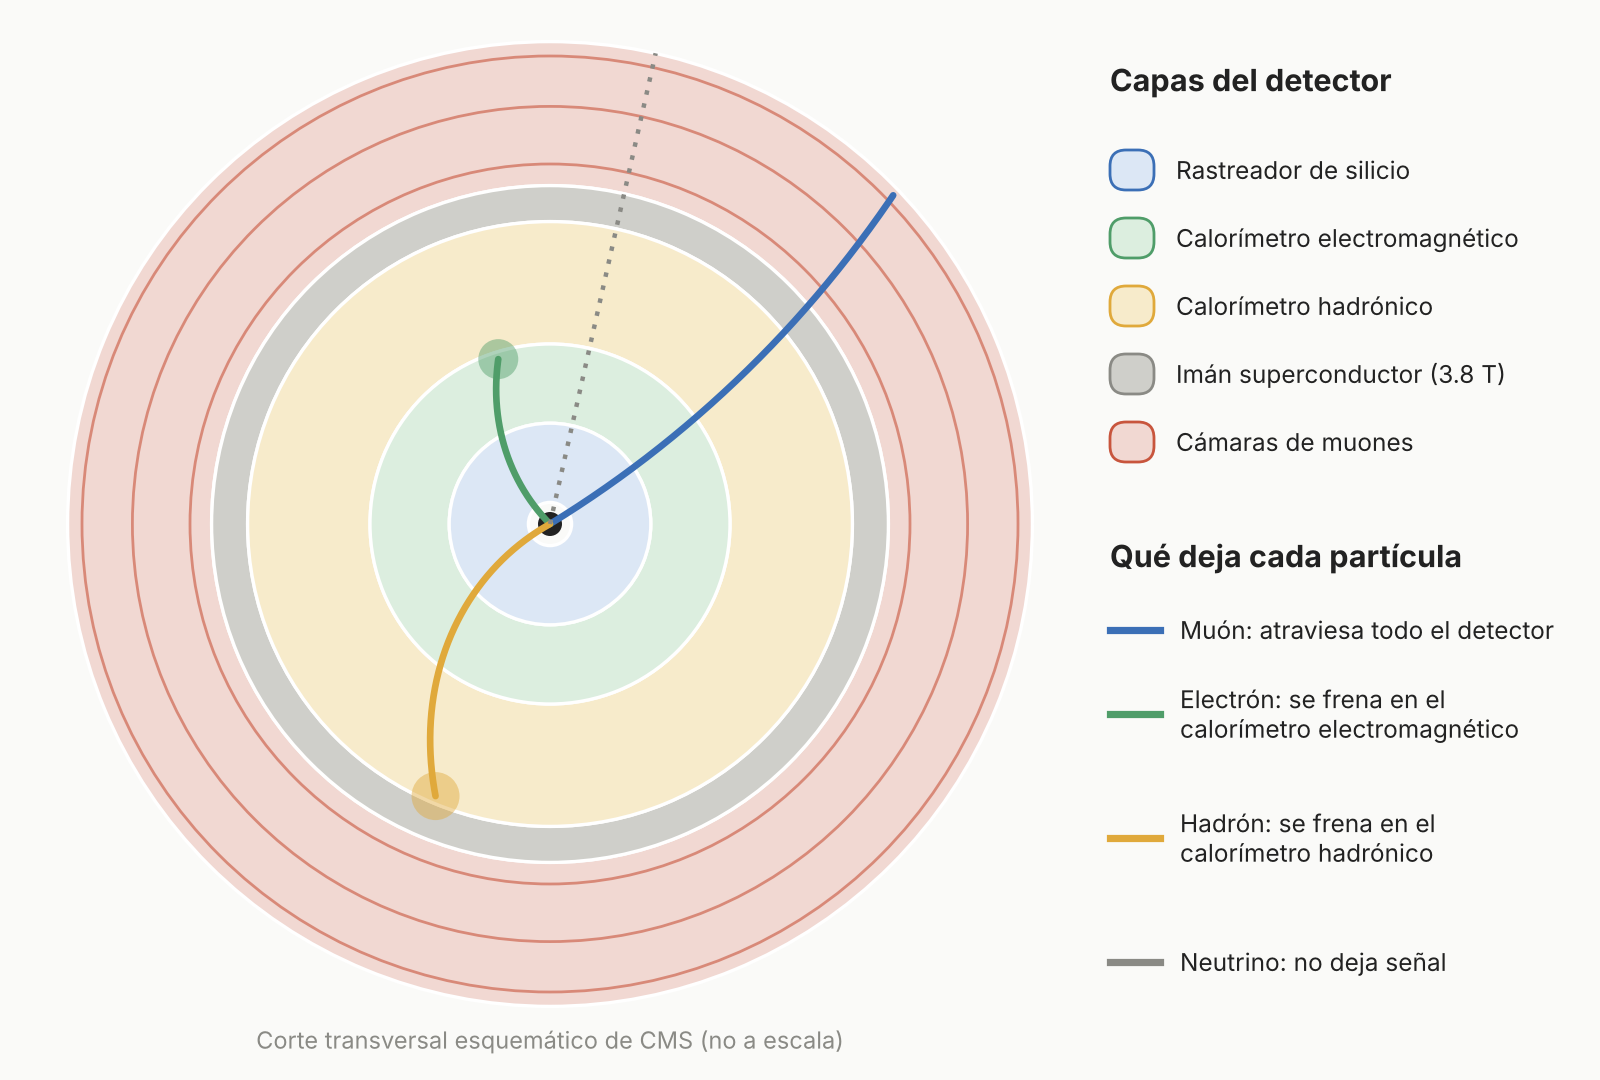 Capas del detector
Rastreador de silicio
Calorímetro electromagnético
Calorímetro hadrónico
Imán superconductor (3.8 T)
Cámaras de muones
Qué deja cada partícula
Muón: atraviesa todo el detector
Electrón: se frena en el
calorímetro electromagnético
Hadrón: se frena en el
calorímetro hadrónico
Neutrino: no deja señal
Corte transversal esquemático de CMS (no a escala)